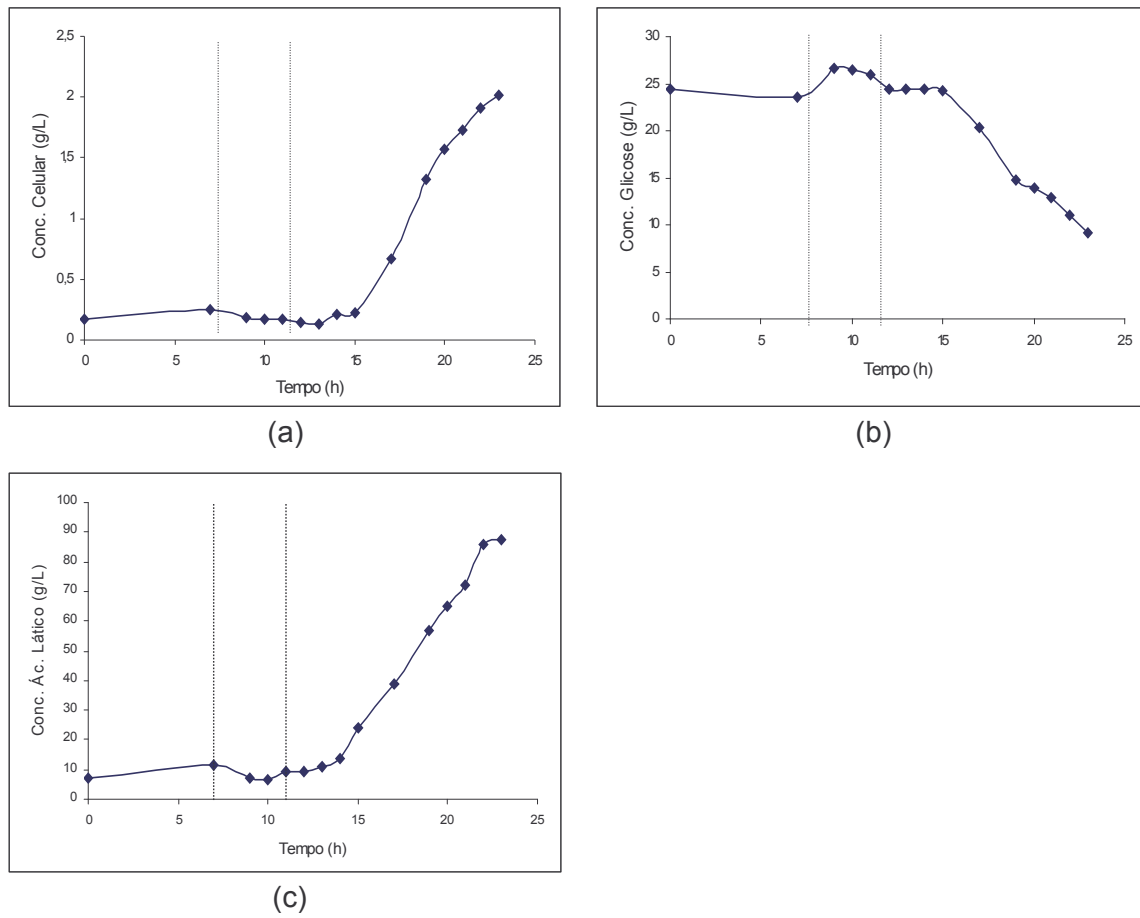 2,5
2
1,5
1
0,5
0
0 5 10 15 20 25
Conc. Celular (g/L)
Tempo (h)
(a)
30
25
20
15
10
5
0
0 5 10 15 20 25
Conc. Glicose (g/L)
Tempo (h)
(b)
100
90
80
70
60
50
40
30
20
10
0
0 5 10 15 20 25
Conc. Ác. Lático (g/L)
Tempo (h)
(c)